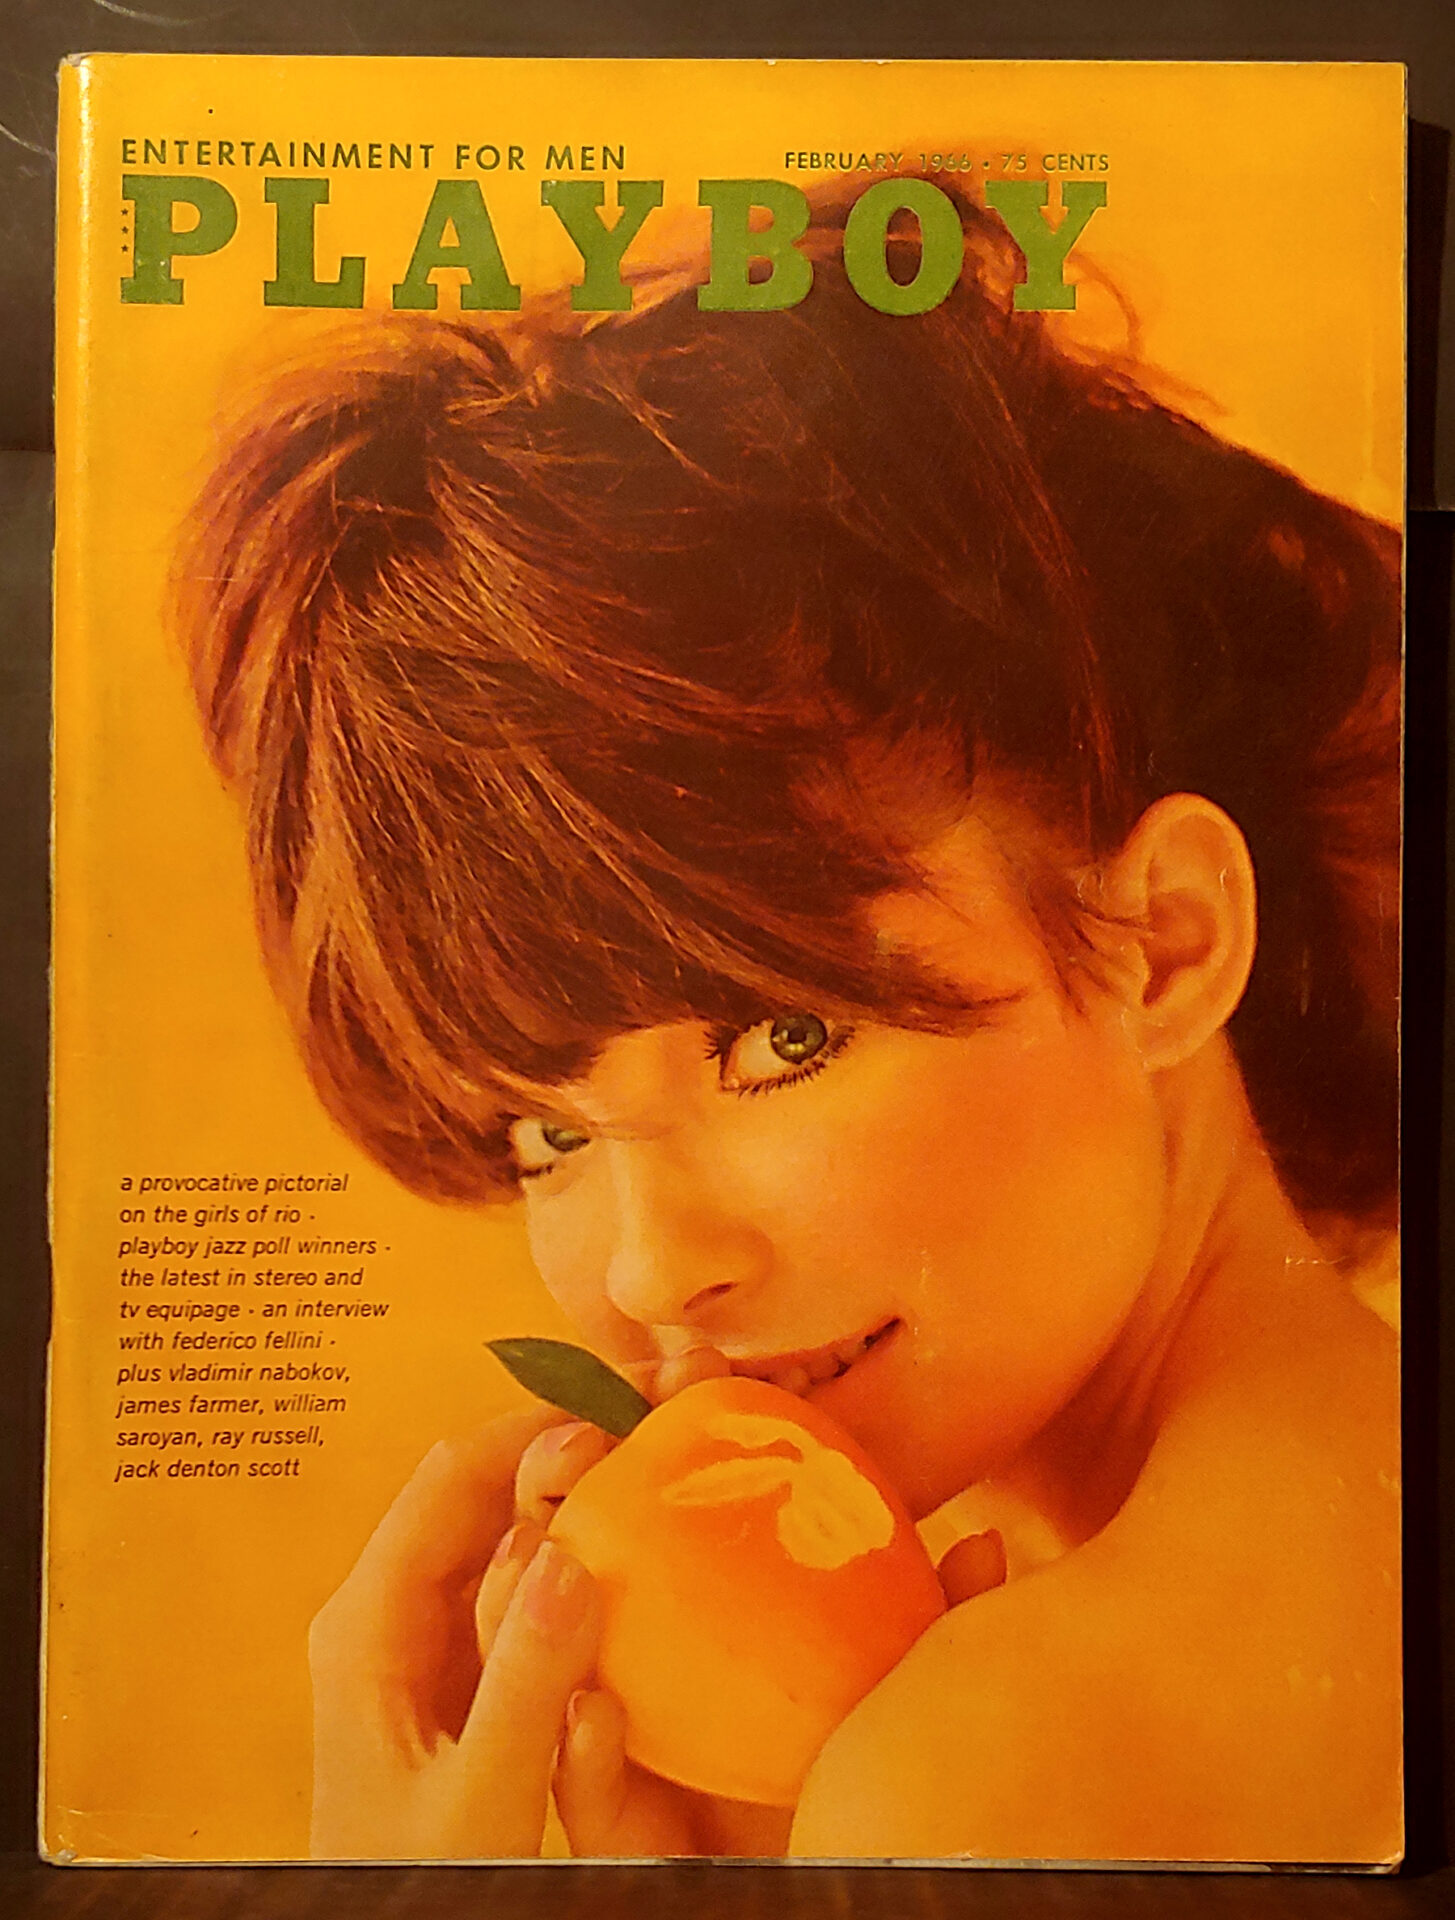 ENTERTAINMENT FOR MEN
FEBRUARY 1966 • 75 CENTS
PLAYBOY
a provocative pictorial
on the girls of rio •
playboy jazz poll winners •
the latest in stereo and
tv equipage • an interview
with federico fellini •
plus vladimir nabokov,
james farmer, william
saroyan, ray russell,
jack denton scott